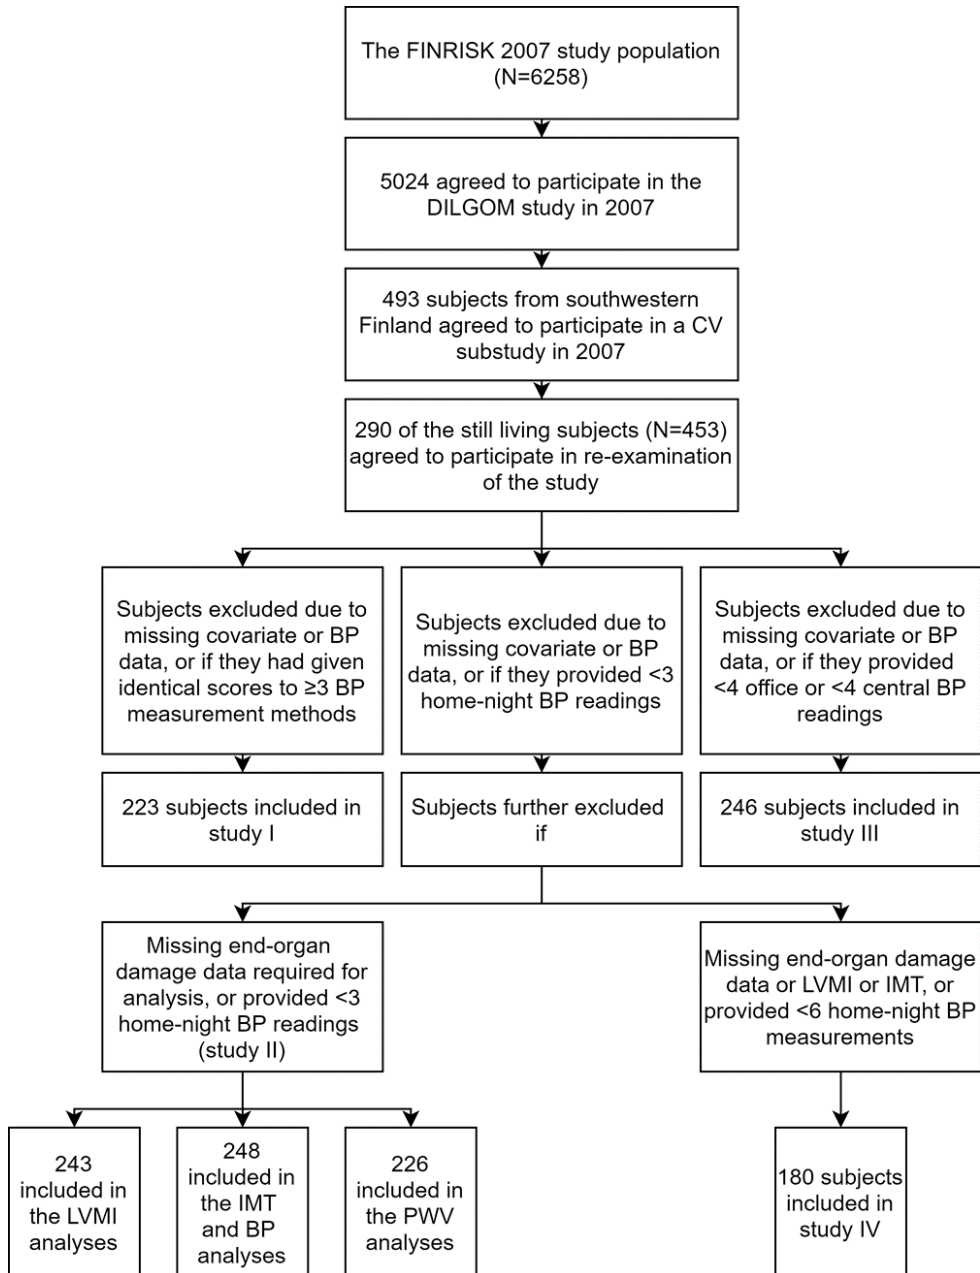 The FINRISK 2007 study population
(N=6258)
5024 agreed to participate in the
DILGOM study in 2007
493 subjects from southwestern
Finland agreed to participate in a CV
substudy in 2007
290 of the still living subjects (N=453)
agreed to participate in re-examination
of the study
Subjects excluded due to
missing covariate or BP
data, or if they had given
identical scores to ≥3 BP
measurement methods
Subjects excluded due to
missing covariate or BP
data, or if they provided <3
home-night BP readings
Subjects excluded due to
missing covariate or BP
data, or if they provided
<4 office or <4 central BP
readings
223 subjects included in
study I
Subjects further excluded
if
246 subjects included in
study III
Missing end-organ
damage data required for
analysis, or provided <3
home-night BP readings
(study II)
Missing end-organ damage
data or LVMI or IMT, or
provided <6 home-night BP
measurements
243
included in
the LVMI
analyses
248
included in
the IMT
and BP
analyses
226
included in
the PWV
analyses
180 subjects
included in
study IV